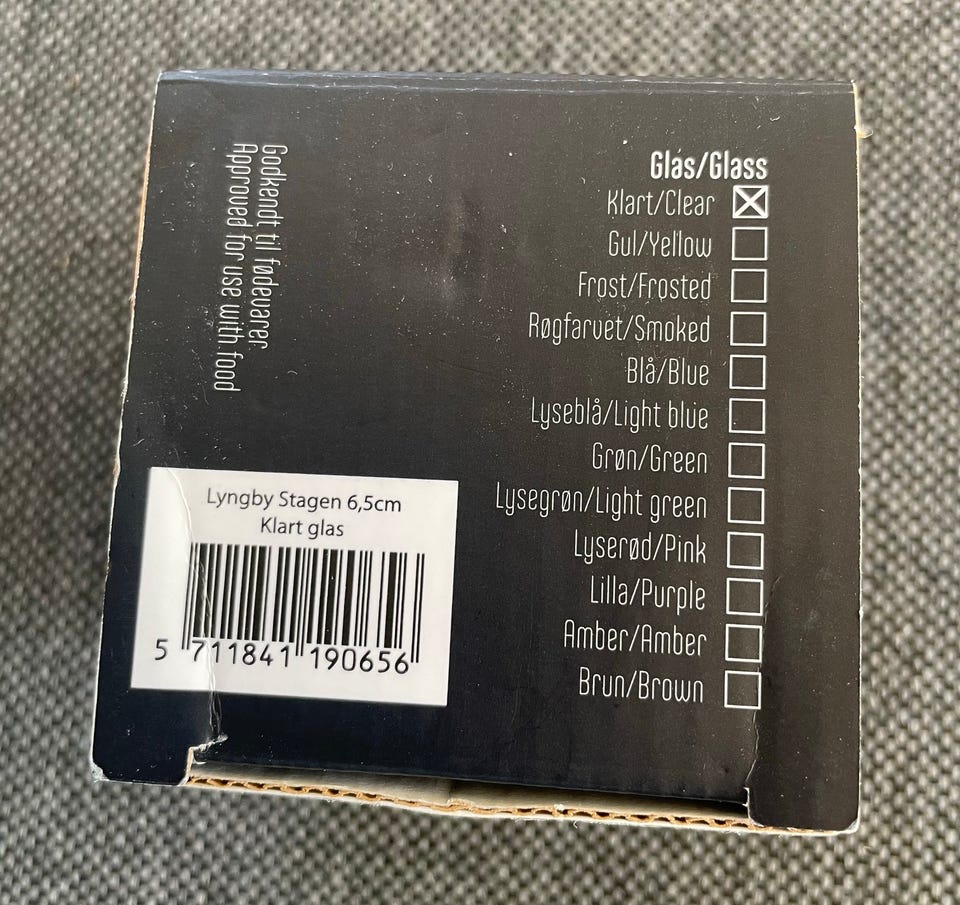 Glas/Glass
Klart/Clear
Gul/Yellow
Frost/Frosted
Røgfarvet/Smoked
Blå/Blue
Lyseblå/Light blue
Grøn/Green
Lysegrøn/Light green
Lyserød/Pink
Lilla/Purple
Amber/Amber
Brun/Brown
Godkendt til fødevarer
Approved for use with food
Lyngby Stagen 6,5cm
Klart glas
5 711841 190656